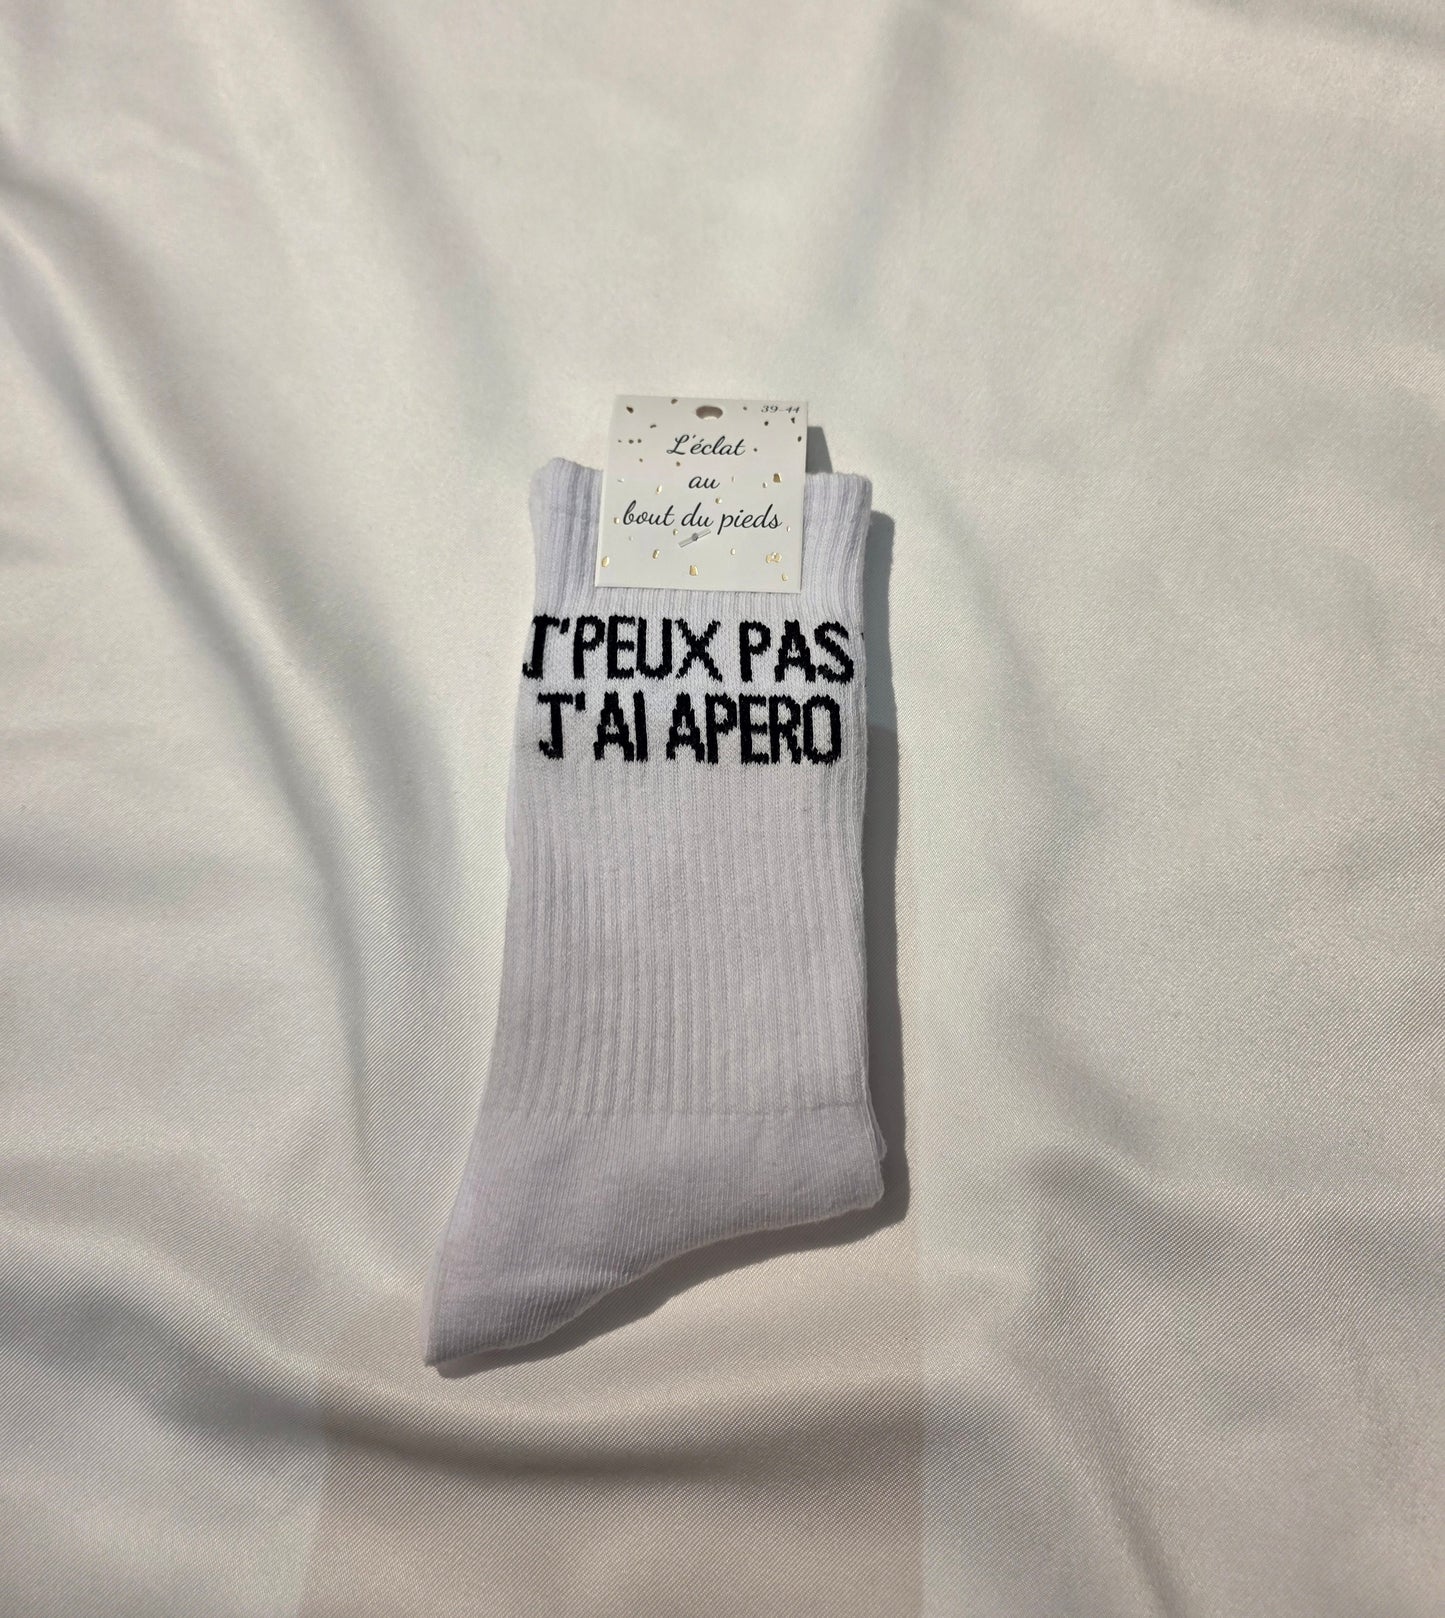 39-44
L'éclat
au
bout du pieds
J'PEUX PAS
J'AI APERO